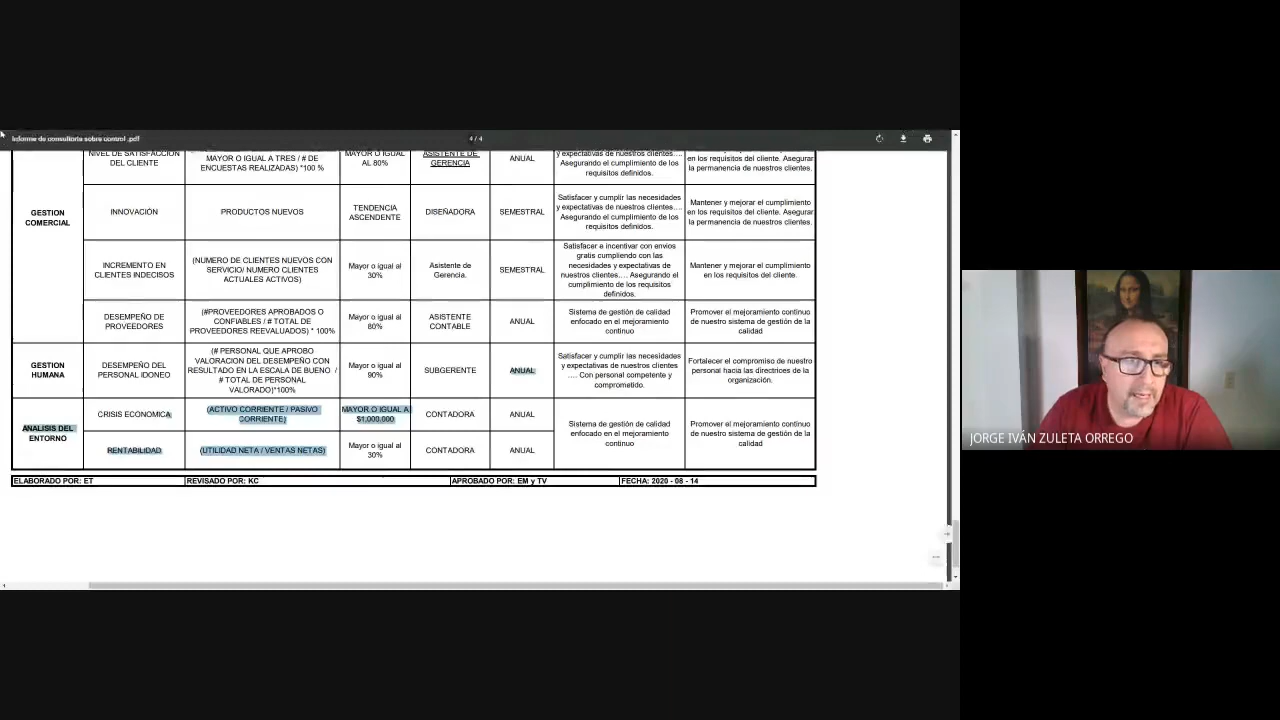 Informe de consultoria sobre control .pdf
4 / 4
NIVEL DE SATISFACCIÓN
DEL CLIENTE
MAYOR O IGUAL A TRES / # DE
ENCUESTAS REALIZADAS) *100 %
MAYOR O IGUAL
AL 80%
ASISTENTE DE
GERENCIA
ANUAL
y expectativas de nuestros clientes….
Asegurando el cumplimiento de los
requisitos definidos.
en los requisitos del cliente. Asegurar
la permanencia de nuestros clientes.
GESTION
COMERCIAL
INNOVACIÓN
PRODUCTOS NUEVOS
TENDENCIA
ASCENDENTE
DISEÑADORA
SEMESTRAL
Satisfacer y cumplir las necesidades
y expectativas de nuestros clientes….
Asegurando el cumplimiento de los
requisitos definidos.
Mantener y mejorar el cumplimiento
en los requisitos del cliente. Asegurar
la permanencia de nuestros clientes.
INCREMENTO EN
CLIENTES INDECISOS
(NUMERO DE CLIENTES NUEVOS CON
SERVICIO/ NUMERO CLIENTES
ACTUALES ACTIVOS)
Mayor o igual al
30%
Asistente de
Gerencia.
SEMESTRAL
Satisfacer e incentivar con envios
gratis cumpliendo con las
necesidades y expectativas de
nuestros clientes…. Asegurando el
cumplimiento de los requisitos
definidos.
Mantener y mejorar el cumplimiento
en los requisitos del cliente.
DESEMPEÑO DE
PROVEEDORES
(#PROVEEDORES APROBADOS O
CONFIABLES / # TOTAL DE
PROVEEDORES REEVALUADOS) * 100%
Mayor o igual al
80%
ASISTENTE
CONTABLE
ANUAL
Sistema de gestión de calidad
enfocado en el mejoramiento
continuo
Promover el mejoramiento continuo
de nuestro sistema de gestión de la
calidad
GESTION
HUMANA
DESEMPEÑO DEL
PERSONAL IDONEO
(# PERSONAL QUE APROBO
VALORACION DEL DESEMPEÑO CON
RESULTADO EN LA ESCALA DE BUENO /
# TOTAL DE PERSONAL
VALORADO)*100%
Mayor o igual al
90%
SUBGERENTE
ANUAL
Satisfacer y cumplir las necesidades
y expectativas de nuestros clientes
…. Con personal competente y
comprometido.
Fortalecer el compromiso de nuestro
personal hacia las directrices de la
organización.
ANALISIS DEL
ENTORNO
CRISIS ECONOMICA
(ACTIVO CORRIENTE / PASIVO
CORRIENTE)
MAYOR O IGUAL A
$1,000.000
CONTADORA
ANUAL
Sistema de gestión de calidad
enfocado en el mejoramiento
continuo
Promover el mejoramiento continuo
de nuestro sistema de gestión de la
calidad
RENTABILIDAD
(UTILIDAD NETA / VENTAS NETAS)
Mayor o igual al
30%
CONTADORA
ANUAL
ELABORADO POR: ET
REVISADO POR: KC
APROBADO POR: EM y TV
FECHA: 2020 - 08 - 14
JORGE IVÁN ZULETA ORREGO